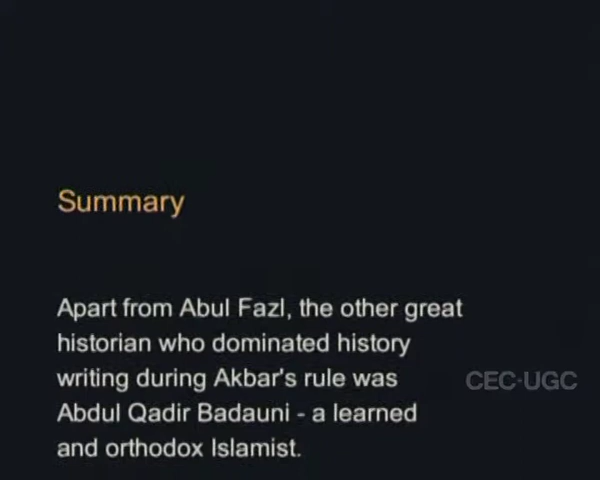 Summary
Apart from Abul Fazl, the other great
historian who dominated history
writing during Akbar's rule was
Abdul Qadir Badauni - a learned
and orthodox Islamist.
CEC-UGC